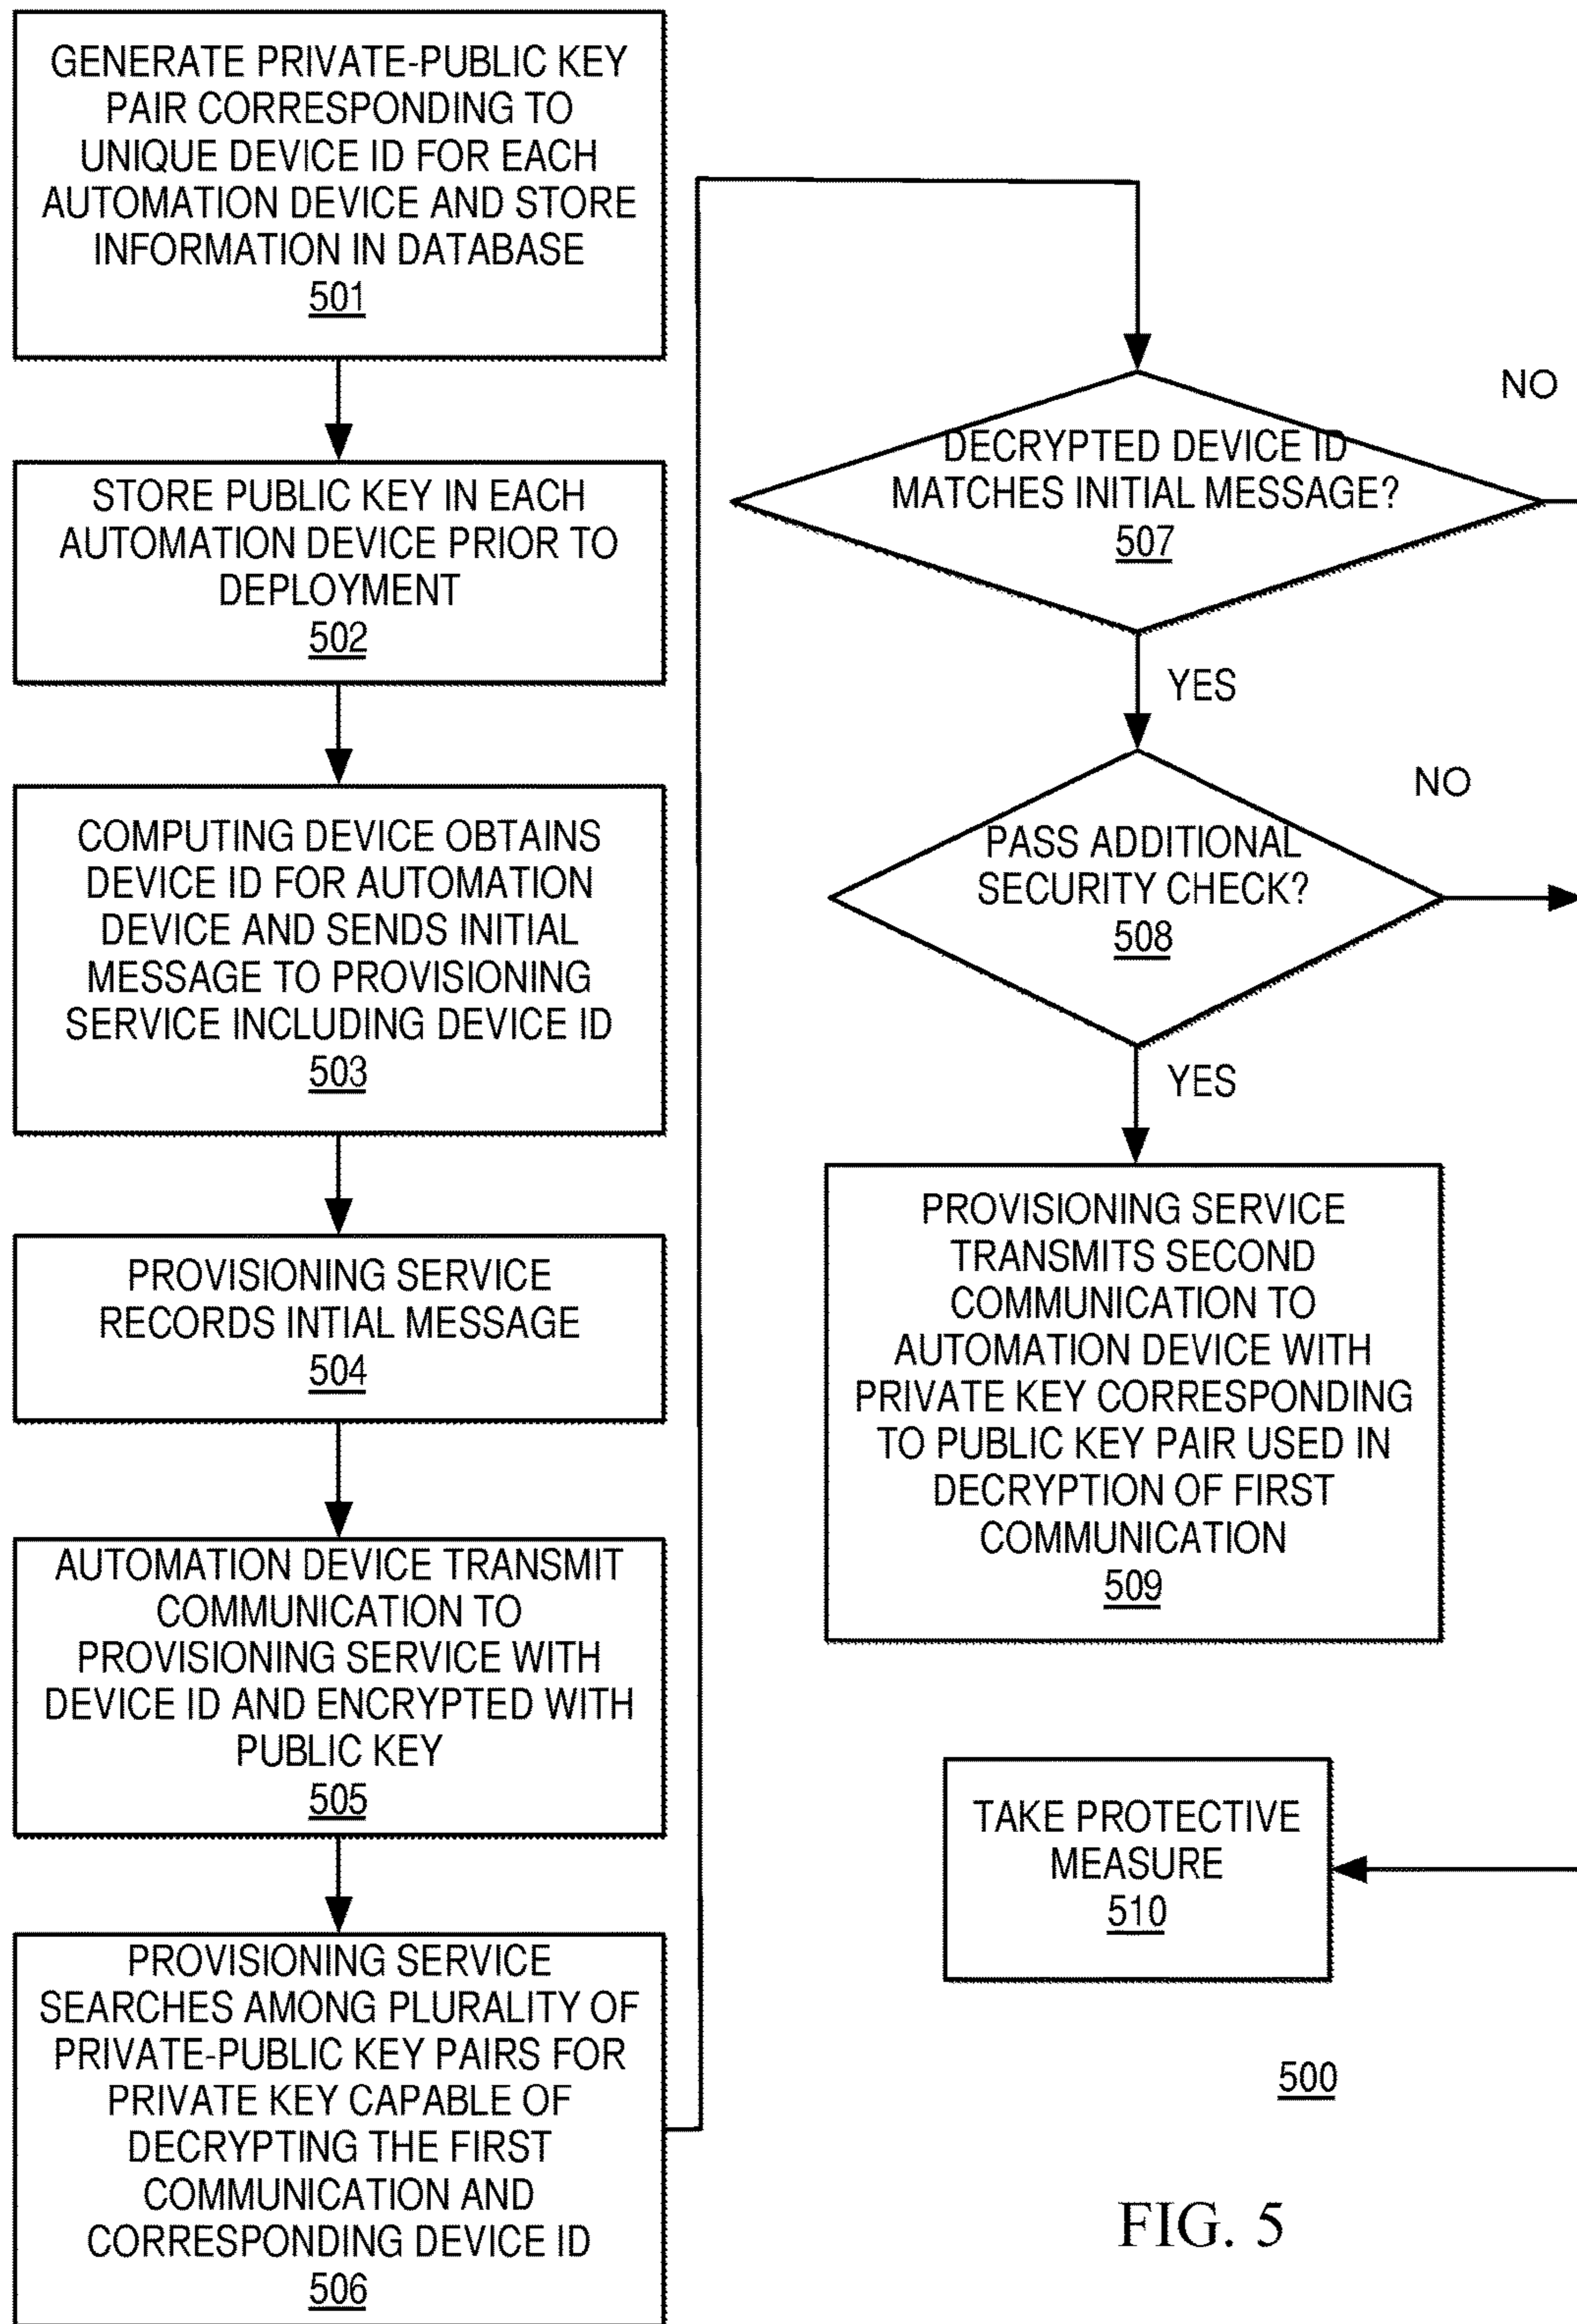 GENERATE PRIVATE-PUBLIC KEY
PAIR CORRESPONDING TO
UNIQUE DEVICE ID FOR EACH
AUTOMATION DEVICE AND STORE
INFORMATION IN DATABASE
501
STORE PUBLIC KEY IN EACH
AUTOMATION DEVICE PRIOR TO
DEPLOYMENT
502
COMPUTING DEVICE OBTAINS
DEVICE ID FOR AUTOMATION
DEVICE AND SENDS INITIAL
MESSAGE TO PROVISIONING
SERVICE INCLUDING DEVICE ID
503
PROVISIONING SERVICE
RECORDS INTIAL MESSAGE
504
AUTOMATION DEVICE TRANSMIT
COMMUNICATION TO
PROVISIONING SERVICE WITH
DEVICE ID AND ENCRYPTED WITH
PUBLIC KEY
505
PROVISIONING SERVICE
SEARCHES AMONG PLURALITY OF
PRIVATE-PUBLIC KEY PAIRS FOR
PRIVATE KEY CAPABLE OF
DECRYPTING THE FIRST
COMMUNICATION AND
CORRESPONDING DEVICE ID
506
NO
DECRYPTED DEVICE ID
MATCHES INITIAL MESSAGE?
507
YES
NO
PASS ADDITIONAL
SECURITY CHECK?
508
YES
PROVISIONING SERVICE
TRANSMITS SECOND
COMMUNICATION TO
AUTOMATION DEVICE WITH
PRIVATE KEY CORRESPONDING
TO PUBLIC KEY PAIR USED IN
DECRYPTION OF FIRST
COMMUNICATION
509
TAKE PROTECTIVE
MEASURE
510
500
FIG. 5